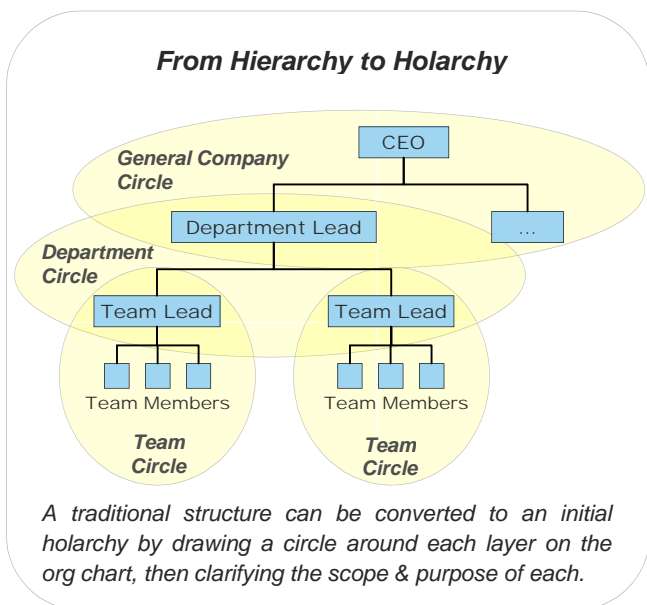 From Hierarchy to Holarchy
CEO
General Company
Circle
Department Lead
...
Department
Circle
Team Lead
Team Lead
Team Members
Team Members
Team
Circle
Team
Circle
A traditional structure can be converted to an initial
holarchy by drawing a circle around each layer on the
org chart, then clarifying the scope & purpose of each.